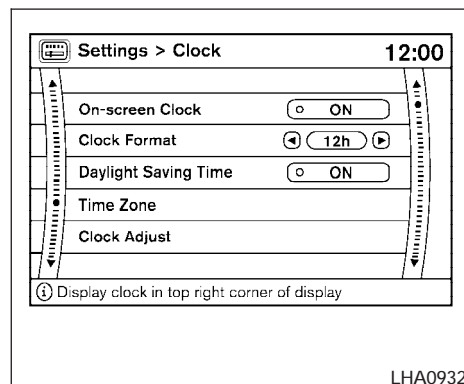 Settings > Clock 12:00
On-screen Clock ON
Clock Format 12h
Daylight Saving Time ON
Time Zone
Clock Adjust
i Display clock in top right corner of display
LHA0932